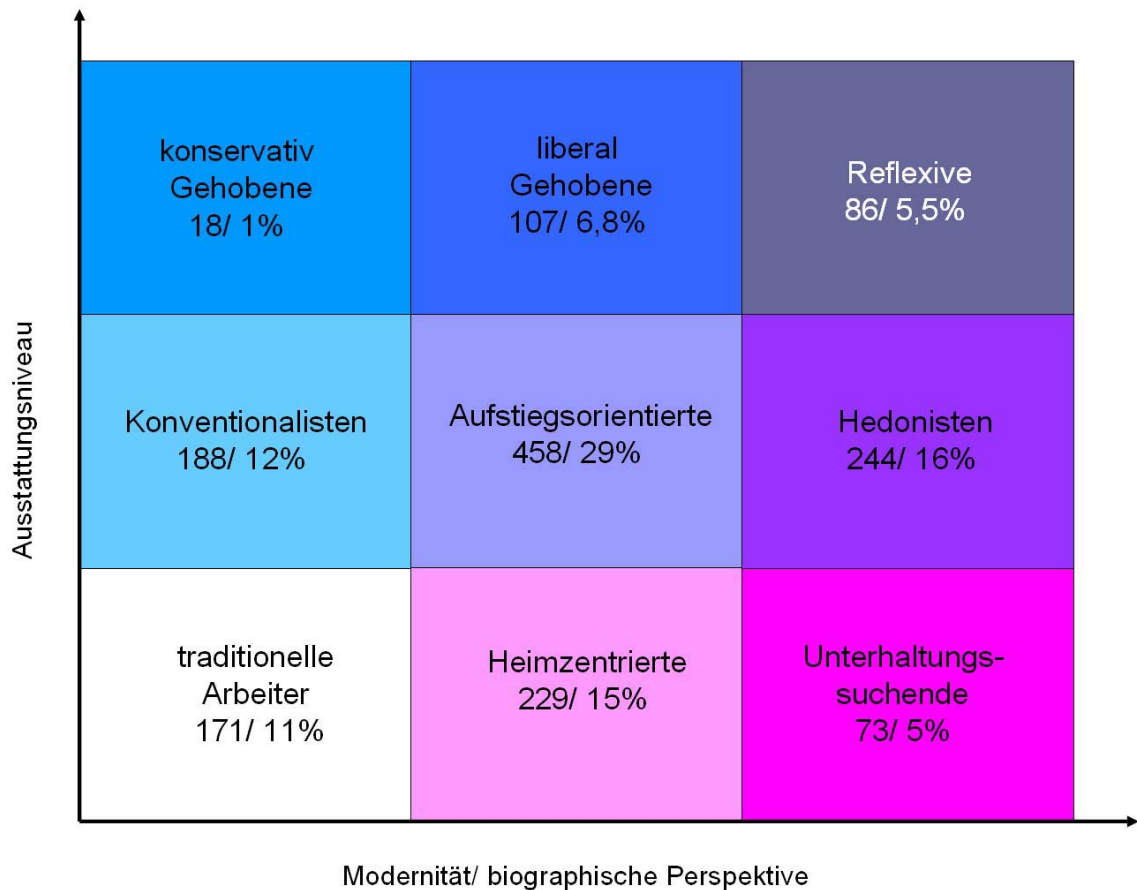 konservativ
Gehobene
18/ 1%
liberal
Gehobene
107/ 6,8%
Reflexive
86/ 5,5%
Ausstattungsniveau
Konventionalisten
188/ 12%
Aufstiegsorientierte
458/ 29%
Hedonisten
244/ 16%
traditionelle
Arbeiter
171/ 11%
Heimzentrierte
229/ 15%
Unterhaltungs-
suchende
73/ 5%
Modernität/ biographische Perspektive